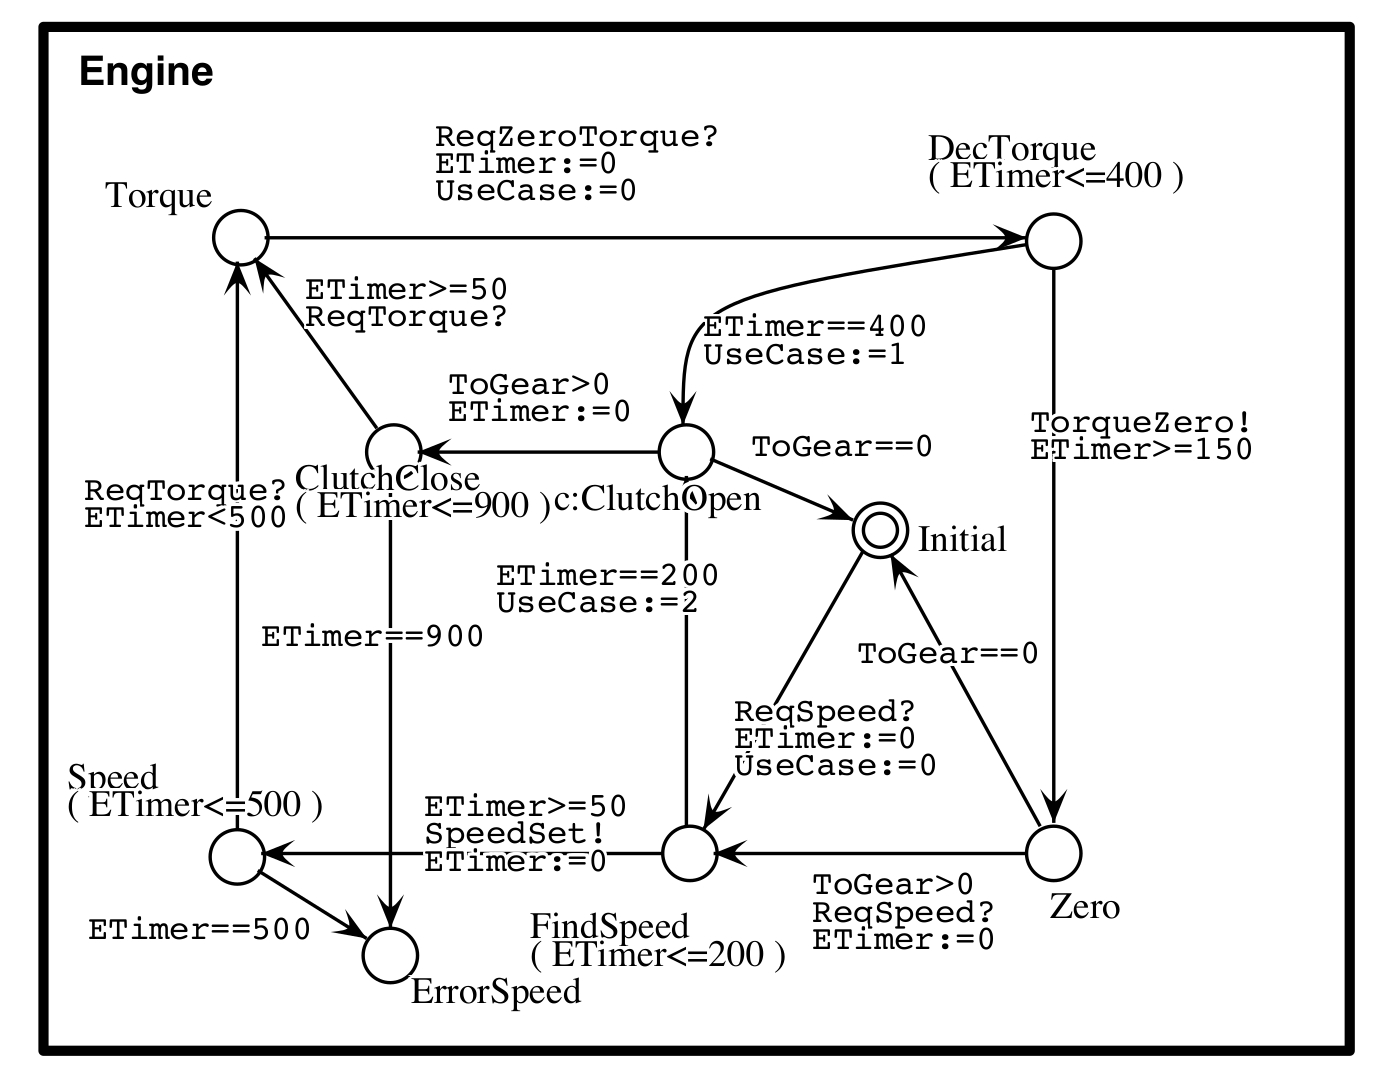 Engine
ReqZeroTorque?
ETimer:=0
UseCase:=0
DecTorque
( ETimer<=400 )
Torque
ETimer>=50
ReqTorque?
ETimer==400
UseCase:=1
ToGear>0
ETimer:=0
ToGear==0
TorqueZero!
ETimer>=150
ReqTorque?
ETimer<500
ClutchClose
( ETimer<=900 )
c:ClutchOpen
Initial
ETimer==200
UseCase:=2
ETimer==900
ToGear==0
ReqSpeed?
ETimer:=0
UseCase:=0
Speed
( ETimer<=500 )
ETimer>=50
SpeedSet!
ETimer:=0
ToGear>0
ReqSpeed?
ETimer:=0
Zero
ETimer==500
FindSpeed
( ETimer<=200 )
ErrorSpeed